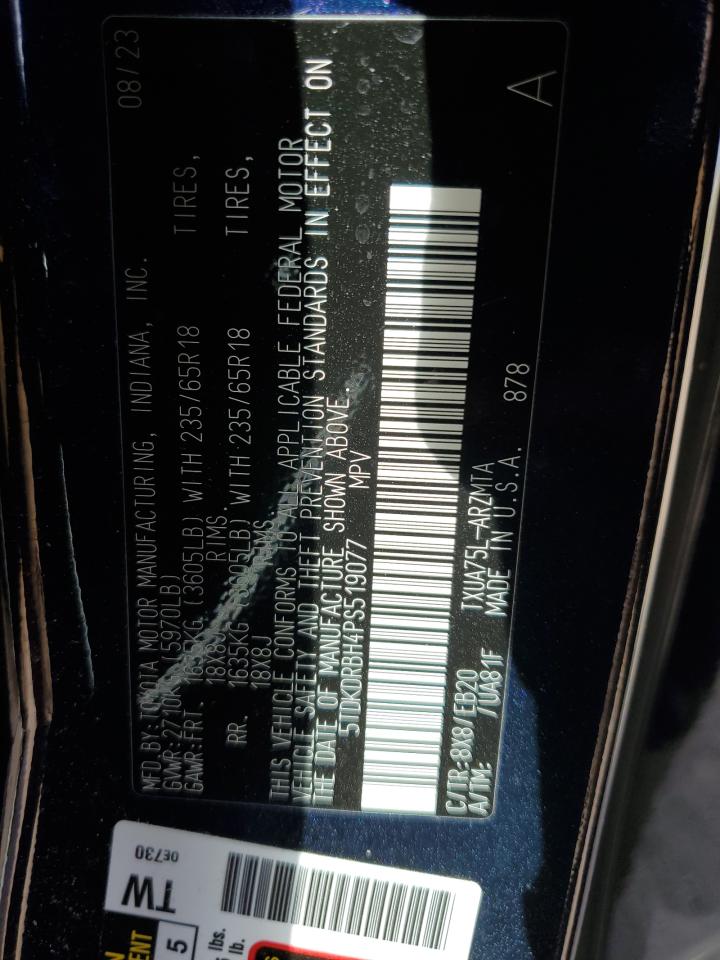 MFD.BY:TOYOTA MOTOR MANUFACTURING, INDIANA, INC. 08/23
GVWR:2710KG (5970LB)
GAWR:FRT. 1635KG (3605LB) WITH 235/65R18 TIRES,
18X8J RIMS.
RR. 1635KG (3605LB) WITH 235/65R18 TIRES,
18X8J RIMS
THIS VEHICLE CONFORMS TO ALL APPLICABLE FEDERAL MOTOR
VEHICLE SAFETY AND THEFT PREVENTION STANDARDS IN EFFECT ON
THE DATE OF MANUFACTURE SHOWN ABOVE.
5TDKDRBH4PS519077 MPV
C/TR:8X8/EB20 TXUA75L-ARZMTA A
A/TM: /UA81F MADE IN U.S.A. 878
0E730
TW
5
lbs.
lb.